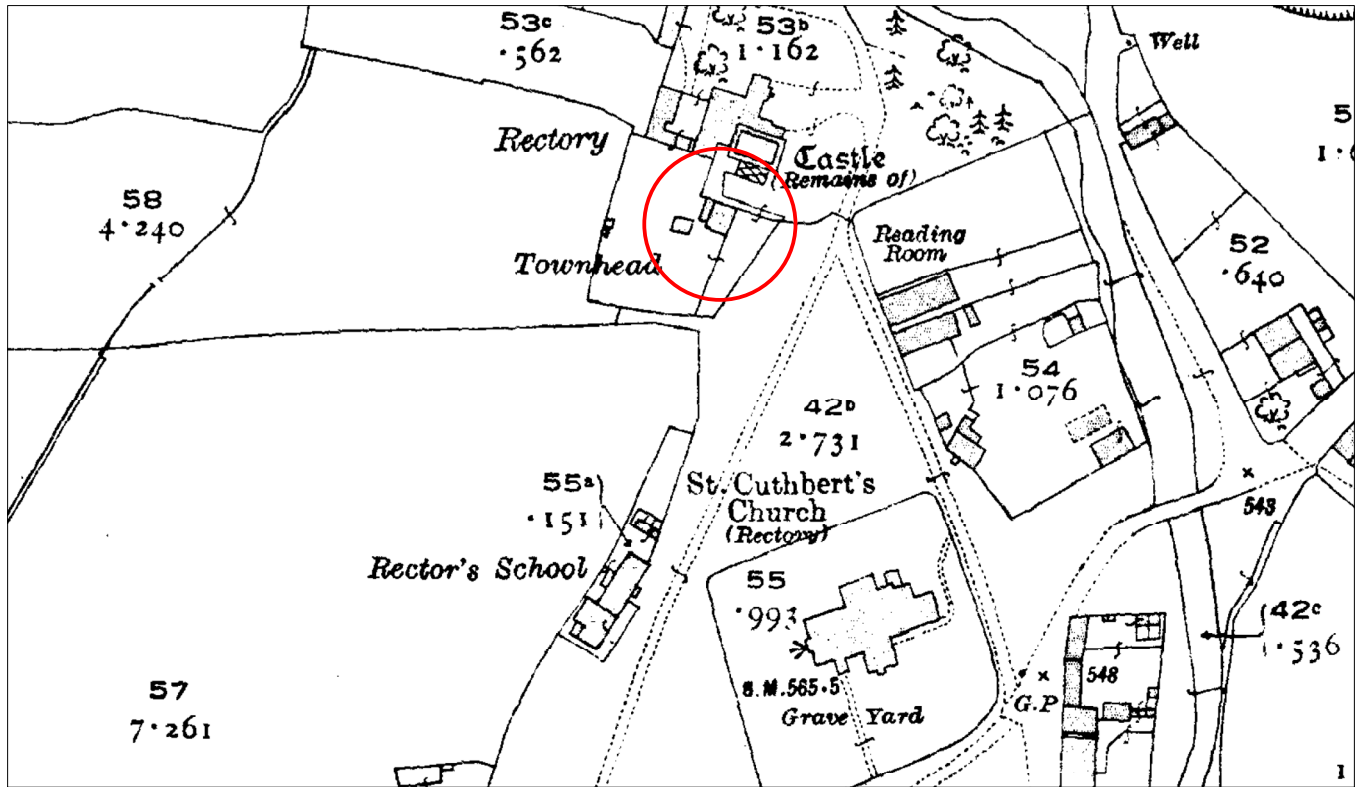 53c
·562
53b
1·162
Well
Rectory
Castle
(Remains of)
58
4·240
Townhead
Reading
Room
52
·640
54
1·076
42D
2·731
55a
·151
St. Cuthbert's
Church
(Rectory)
543
Rector's School
55
·993
42c
·536
57
7·261
B.M.565·5
Grave Yard
G.P
548
1